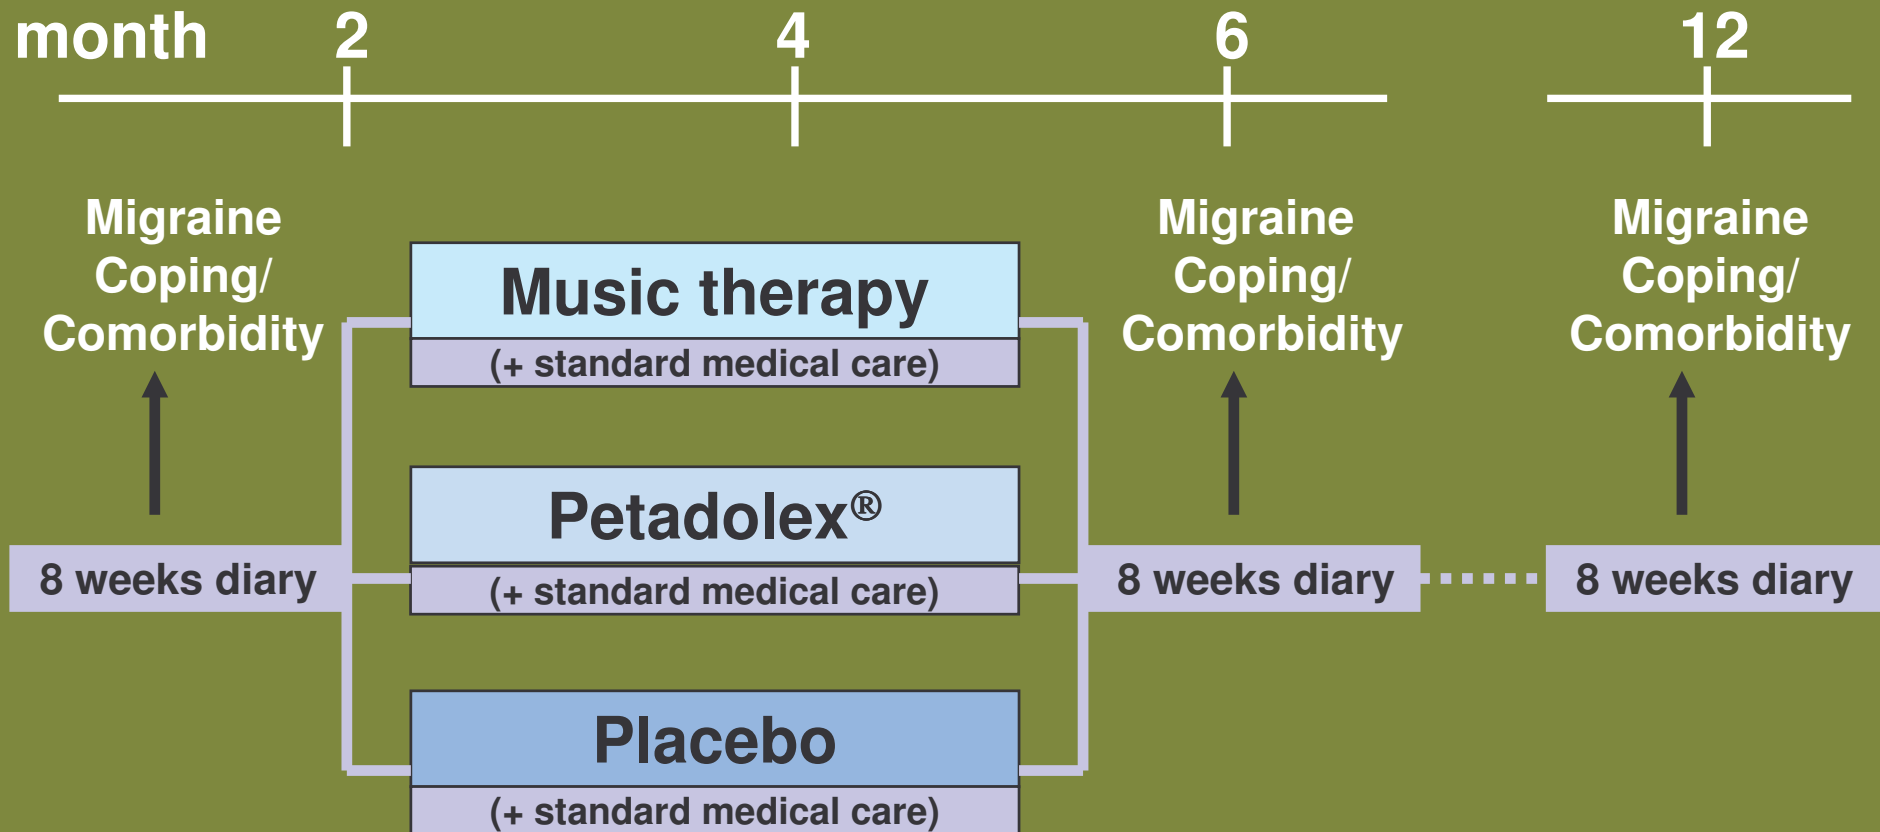 month 2 4 6 12
Migraine
Coping/
Comorbidity
Music therapy
(+ standard medical care)
Petadolex®
(+ standard medical care)
Placebo
(+ standard medical care)
8 weeks diary
Migraine
Coping/
Comorbidity
8 weeks diary
Migraine
Coping/
Comorbidity
8 weeks diary